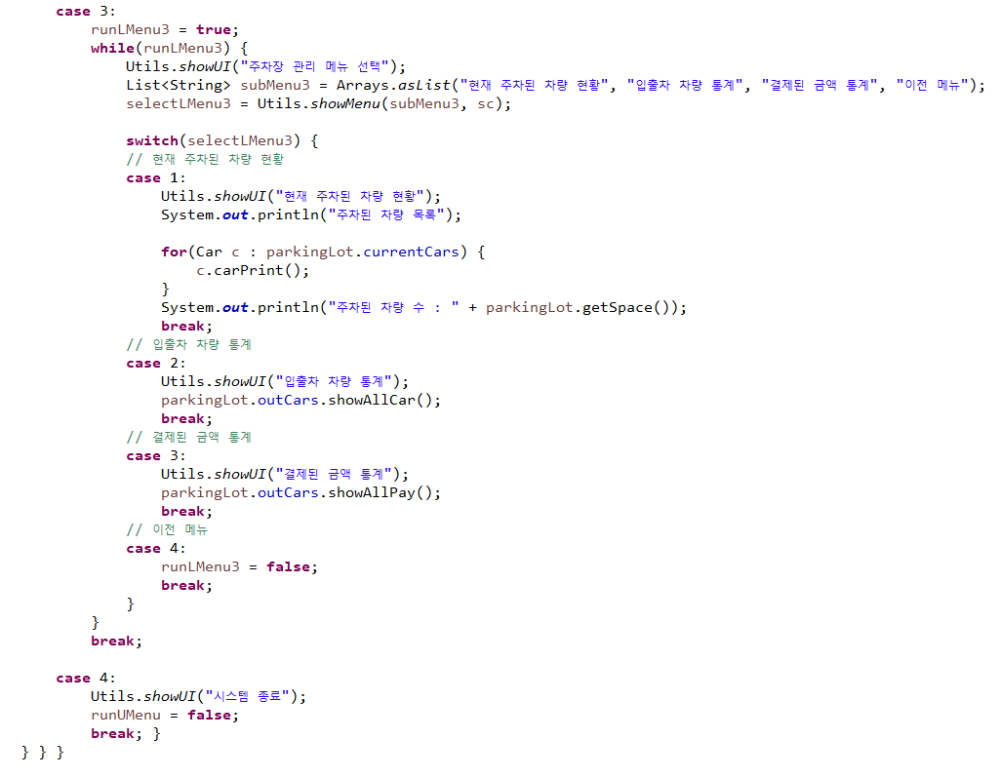 case 3:
runLMenu3 = true;
while(runLMenu3) {
Utils.showUI("주차장 관리 메뉴 선택");
List<String> subMenu3 = Arrays.asList("현재 주차된 차량 현황", "입출차 차량 통계", "결제된 금액 통계", "이전 메뉴");
selectLMenu3 = Utils.showMenu(subMenu3, sc);
switch(selectLMenu3) {
// 현재 주차된 차량 현황
case 1:
Utils.showUI("현재 주차된 차량 현황");
System.out.println("주차된 차량 목록");
for(Car c : parkingLot.currentCars) {
c.carPrint();
}
System.out.println("주차된 차량 수 : " + parkingLot.getSpace());
break;
// 입출차 차량 통계
case 2:
Utils.showUI("입출차 차량 통계");
parkingLot.outCars.showAllCar();
break;
// 결제된 금액 통계
case 3:
Utils.showUI("결제된 금액 통계");
parkingLot.outCars.showAllPay();
break;
// 이전 메뉴
case 4:
runLMenu3 = false;
break;
}
}
break;
case 4:
Utils.showUI("시스템 종료");
runUMenu = false;
break; }
} } }